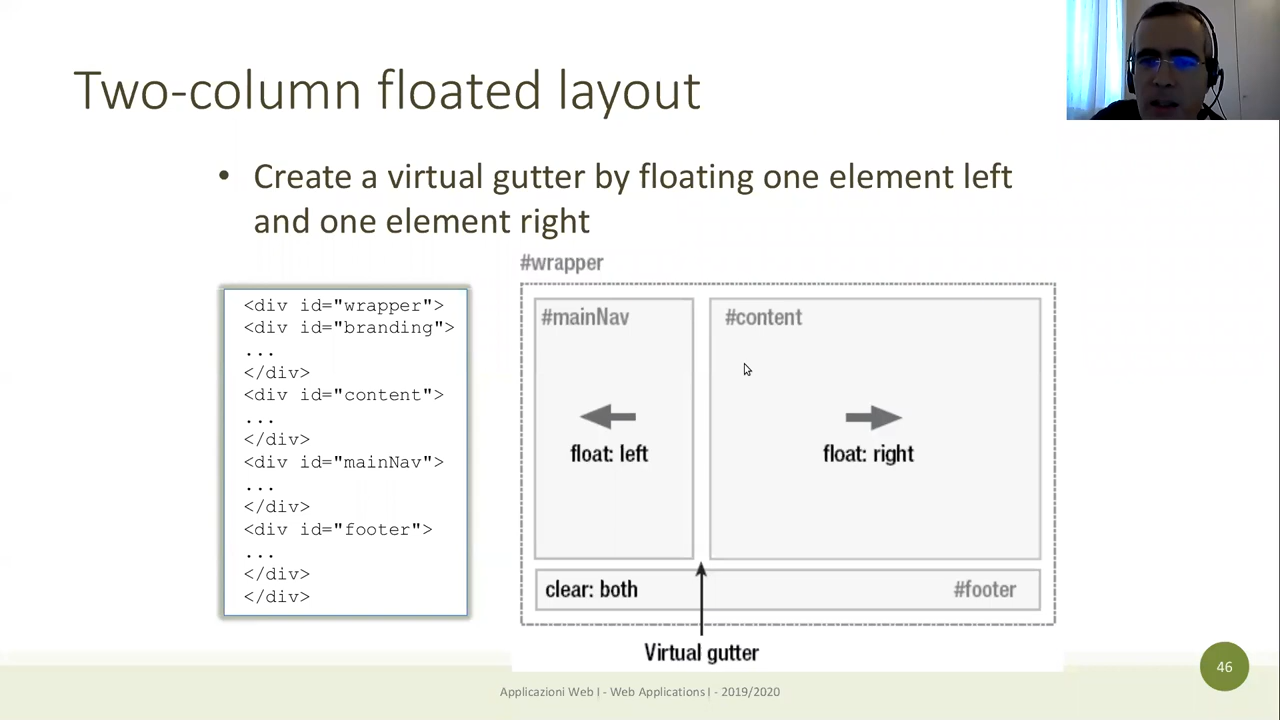 Two-column floated layout
• Create a virtual gutter by floating one element left
and one element right
<div id="wrapper">
<div id="branding">
...
</div>
<div id="content">
...
</div>
<div id="mainNav">
...
</div>
<div id="footer">
...
</div>
</div>
#wrapper
#mainNav
#content
float: left
float: right
clear: both
#footer
Virtual gutter
Applicazioni Web I - Web Applications I - 2019/2020
46